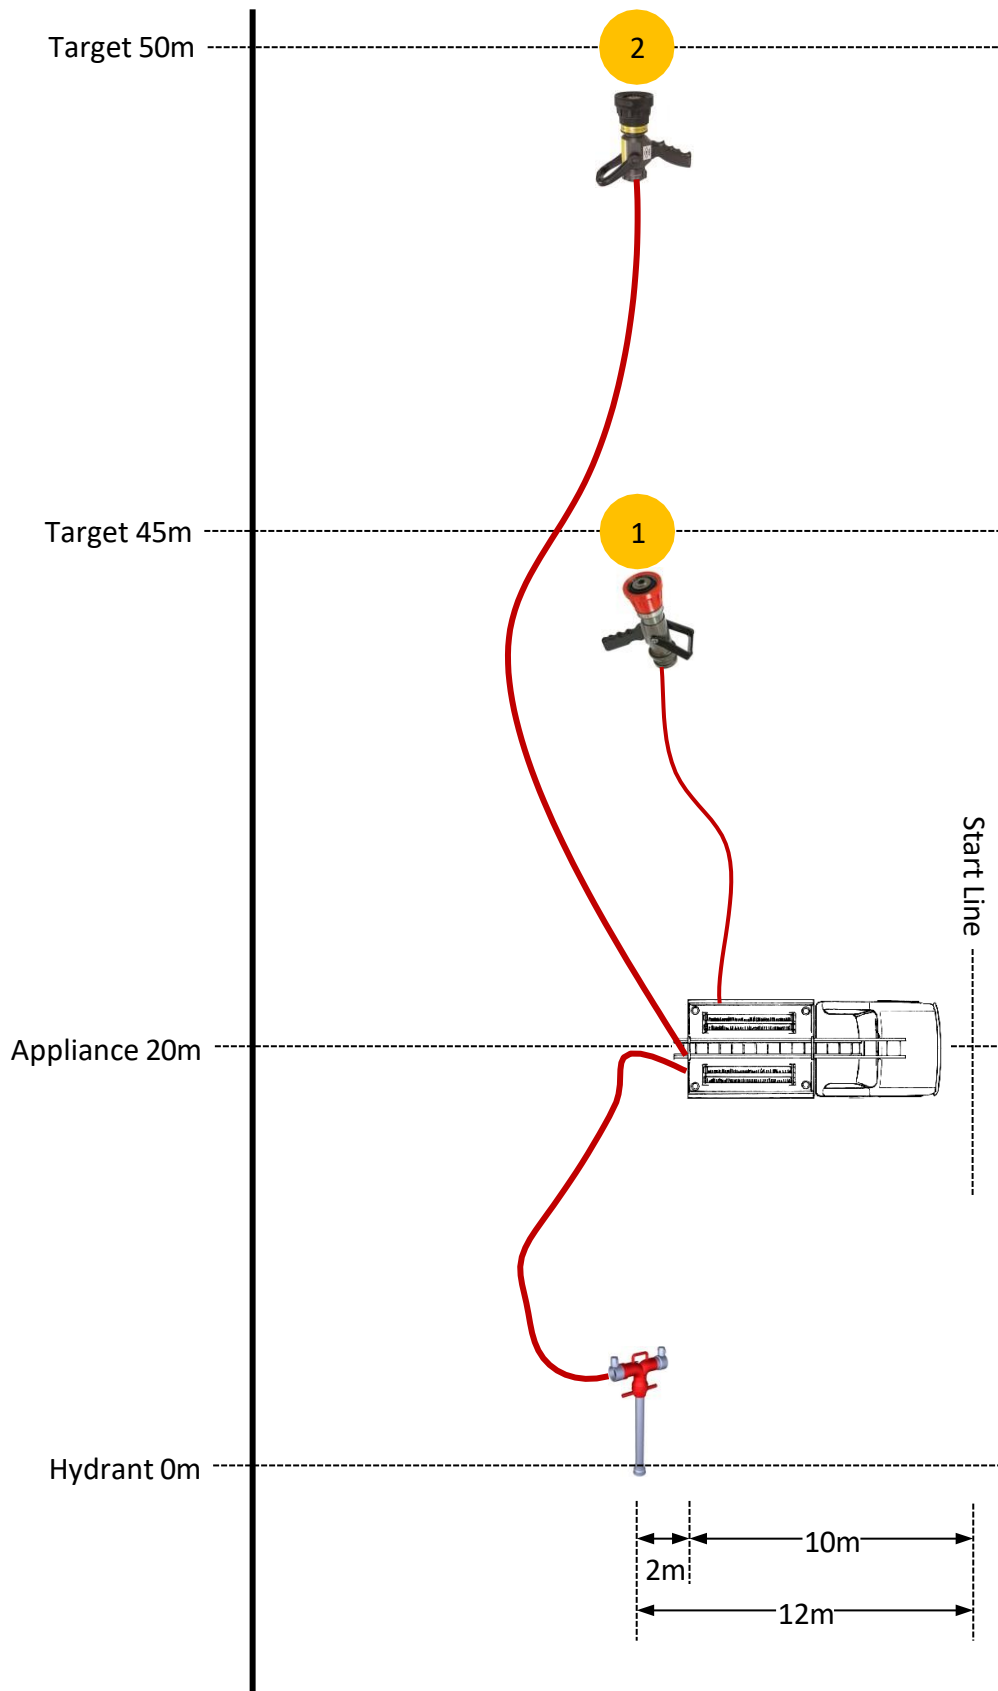 Target 50m
2
Target 45m
1
Start Line
Appliance 20m
Hydrant 0m
10m
2m
12m